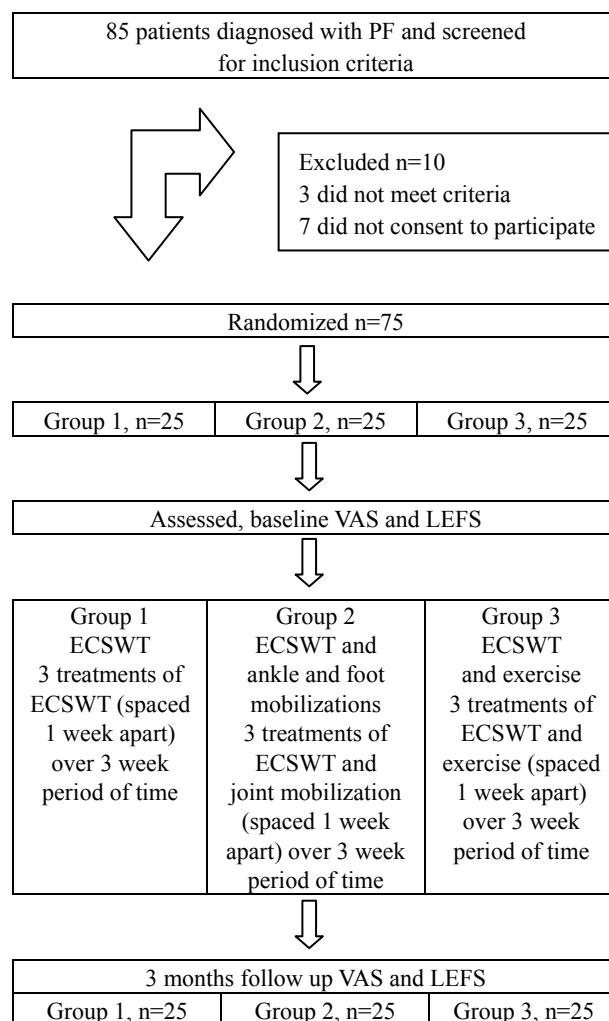 85 patients diagnosed with PF and screened
for inclusion criteria
Excluded n=10
3 did not meet criteria
7 did not consent to participate
Randomized n=75
Group 1, n=25
Group 2, n=25
Group 3, n=25
Assessed, baseline VAS and LEFS
Group 1
ECSWT
3 treatments of
ECSWT (spaced
1 week apart)
over 3 week
period of time
Group 2
ECSWT and
ankle and foot
mobilizations
3 treatments of
ECSWT and
joint mobilization
(spaced 1 week
apart) over 3 week
period of time
Group 3
ECSWT
and exercise
3 treatments of
ECSWT and
exercise (spaced
1 week apart)
over 3 week
period of time
3 months follow up VAS and LEFS
Group 1, n=25
Group 2, n=25
Group 3, n=25